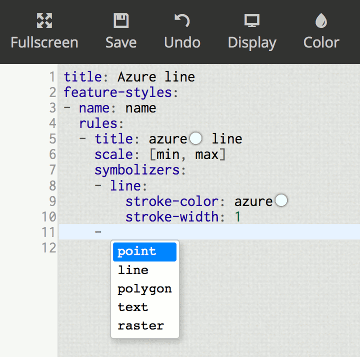 Fullscreen Save Undo Display Color
1 title: Azure line
2 feature-styles:
3 - name: name
4 rules:
5 - title: azure line
6 scale: [min, max]
7 symbolizers:
8 - line:
9 stroke-color: azure
10 stroke-width: 1
11 -
12
point
line
polygon
text
raster